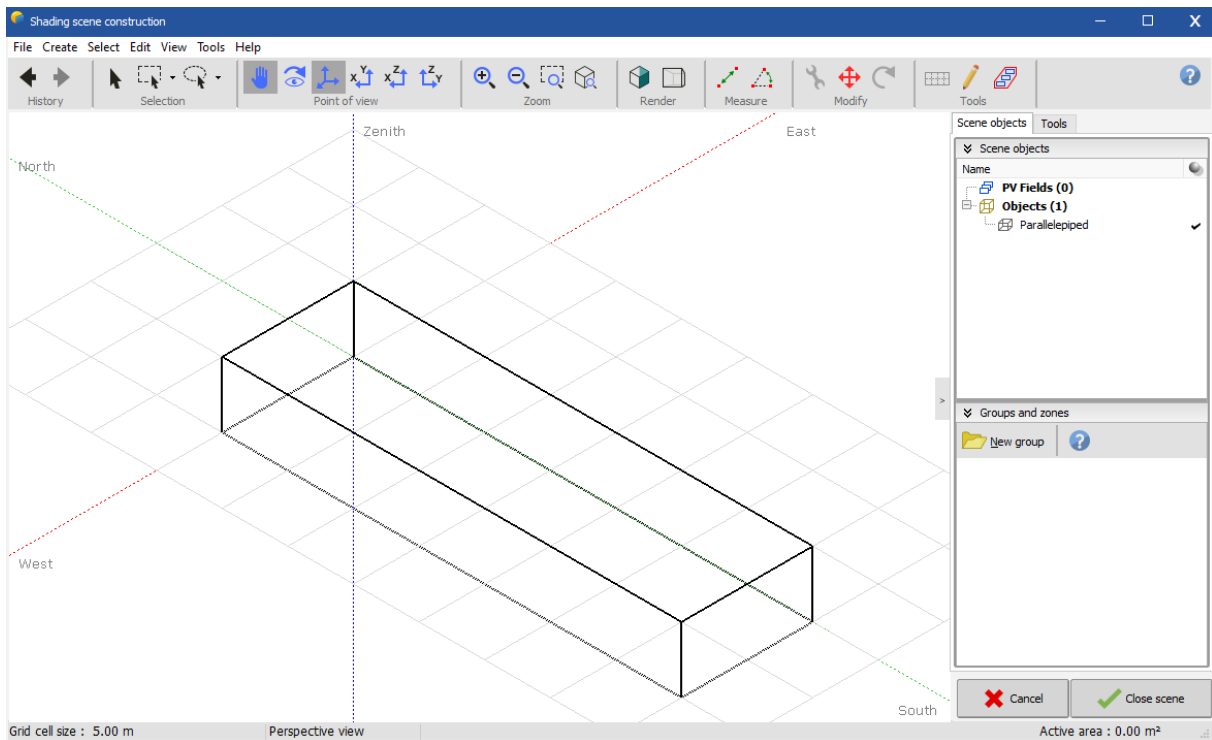 Shading scene construction
File Create Select Edit View Tools Help
History Selection Point of view Zoom Render Measure Modify Tools
Zenith East
North
West
South
Scene objects Tools
Scene objects
Name
PV Fields (0)
Objects (1)
Parallelepiped
Groups and zones
New group
Cancel Close scene
Grid cell size : 5.00 m Perspective view Active area : 0.00 m²